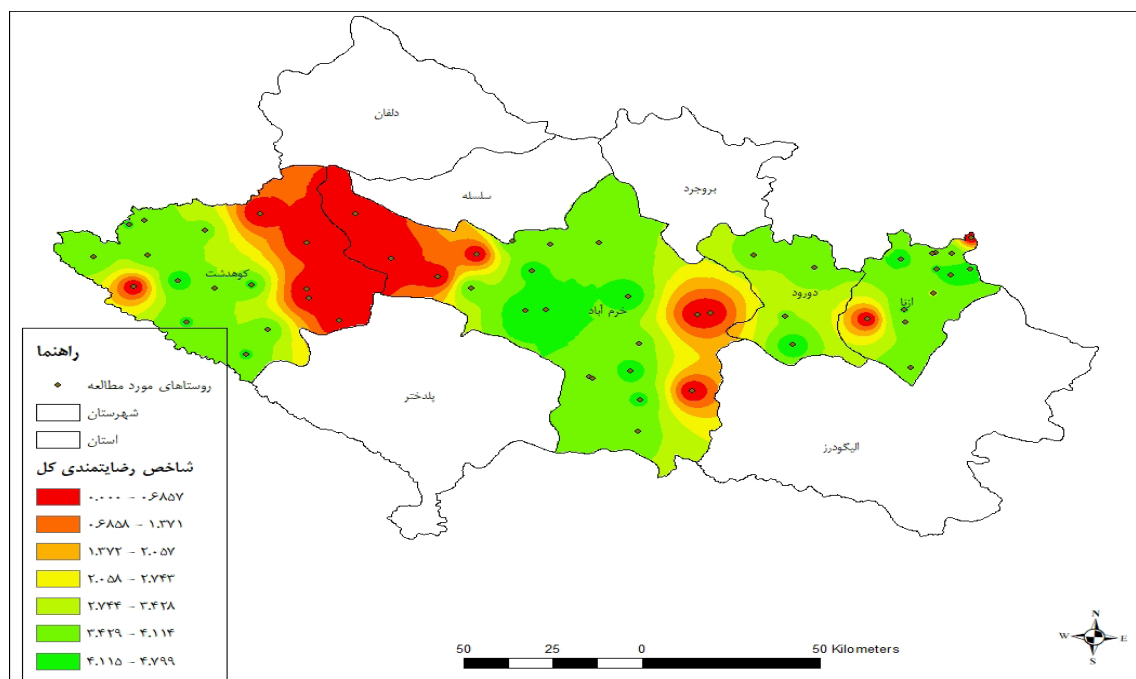 دلفان
سلسله
بروجرد
کوهدشت
خرم آباد
دورود
ازنا
پلدختر
الیگودرز
راهنما
روستاهای مورد مطالعه
شهرستان
استان
شاخص رضایتمندی کل
۰.۰۰۰ – ۰.۶۸۵۷
۰.۶۸۵۸ – ۱.۳۷۱
۱.۳۷۲ – ۲.۰۵۷
۲.۰۵۸ – ۲.۷۴۳
۲.۷۴۴ – ۳.۴۲۸
۳.۴۲۹ – ۴.۱۱۴
۴.۱۱۵ – ۴.۷۹۹
50 25 0 50 Kilometers
N
W E
S